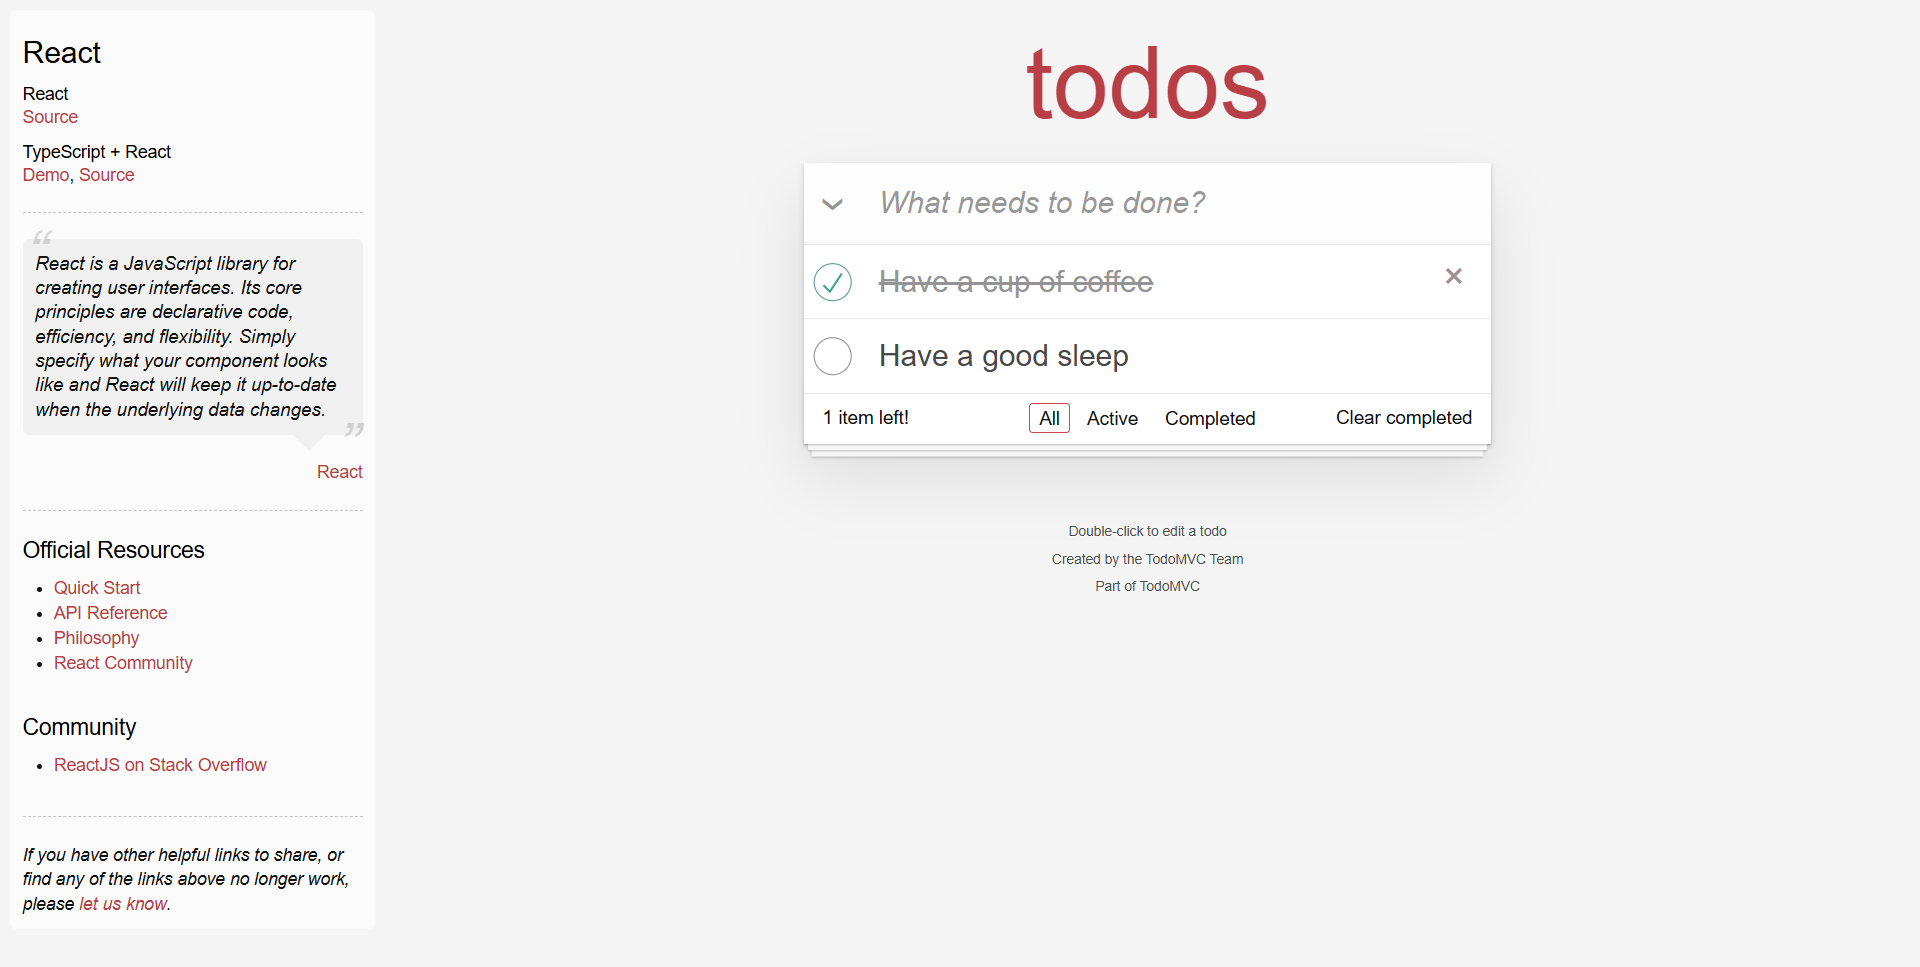 React
React
Source
TypeScript + React
Demo, Source
“
React is a JavaScript library for
creating user interfaces. Its core
principles are declarative code,
efficiency, and flexibility. Simply
specify what your component looks
like and React will keep it up-to-date
when the underlying data changes.
”
React
Official Resources
Quick Start
API Reference
Philosophy
React Community
Community
ReactJS on Stack Overflow
If you have other helpful links to share, or
find any of the links above no longer work,
please let us know.
todos
What needs to be done?
Have a cup of coffee
Have a good sleep
1 item left! All Active Completed Clear completed
Double-click to edit a todo
Created by the TodoMVC Team
Part of TodoMVC